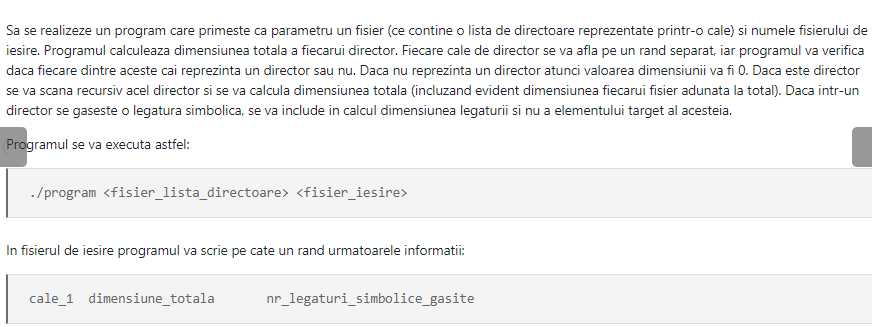 Sa se realizeze un program care primeste ca parametru un fisier (ce contine o lista de directoare reprezentate printr-o cale) si numele fisierului de
iesire. Programul calculeaza dimensiunea totala a fiecarui director. Fiecare cale de director se va afla pe un rand separat, iar programul va verifica
daca fiecare dintre aceste cai reprezinta un director sau nu. Daca nu reprezinta un director atunci valoarea dimensiunii va fi 0. Daca este director
se va scana recursiv acel director si se va calcula dimensiunea totala (incluzand evident dimensiunea fiecarui fisier adunata la total). Daca intr-un
director se gaseste o legatura simbolica, se va include in calcul dimensiunea legaturii si nu a elementului target al acesteia.
Programul se va executa astfel:
./program <fisier_lista_directoare> <fisier_iesire>
In fisierul de iesire programul va scrie pe cate un rand urmatoarele informatii:
cale_1 dimensiune_totala nr_legaturi_simbolice_gasite